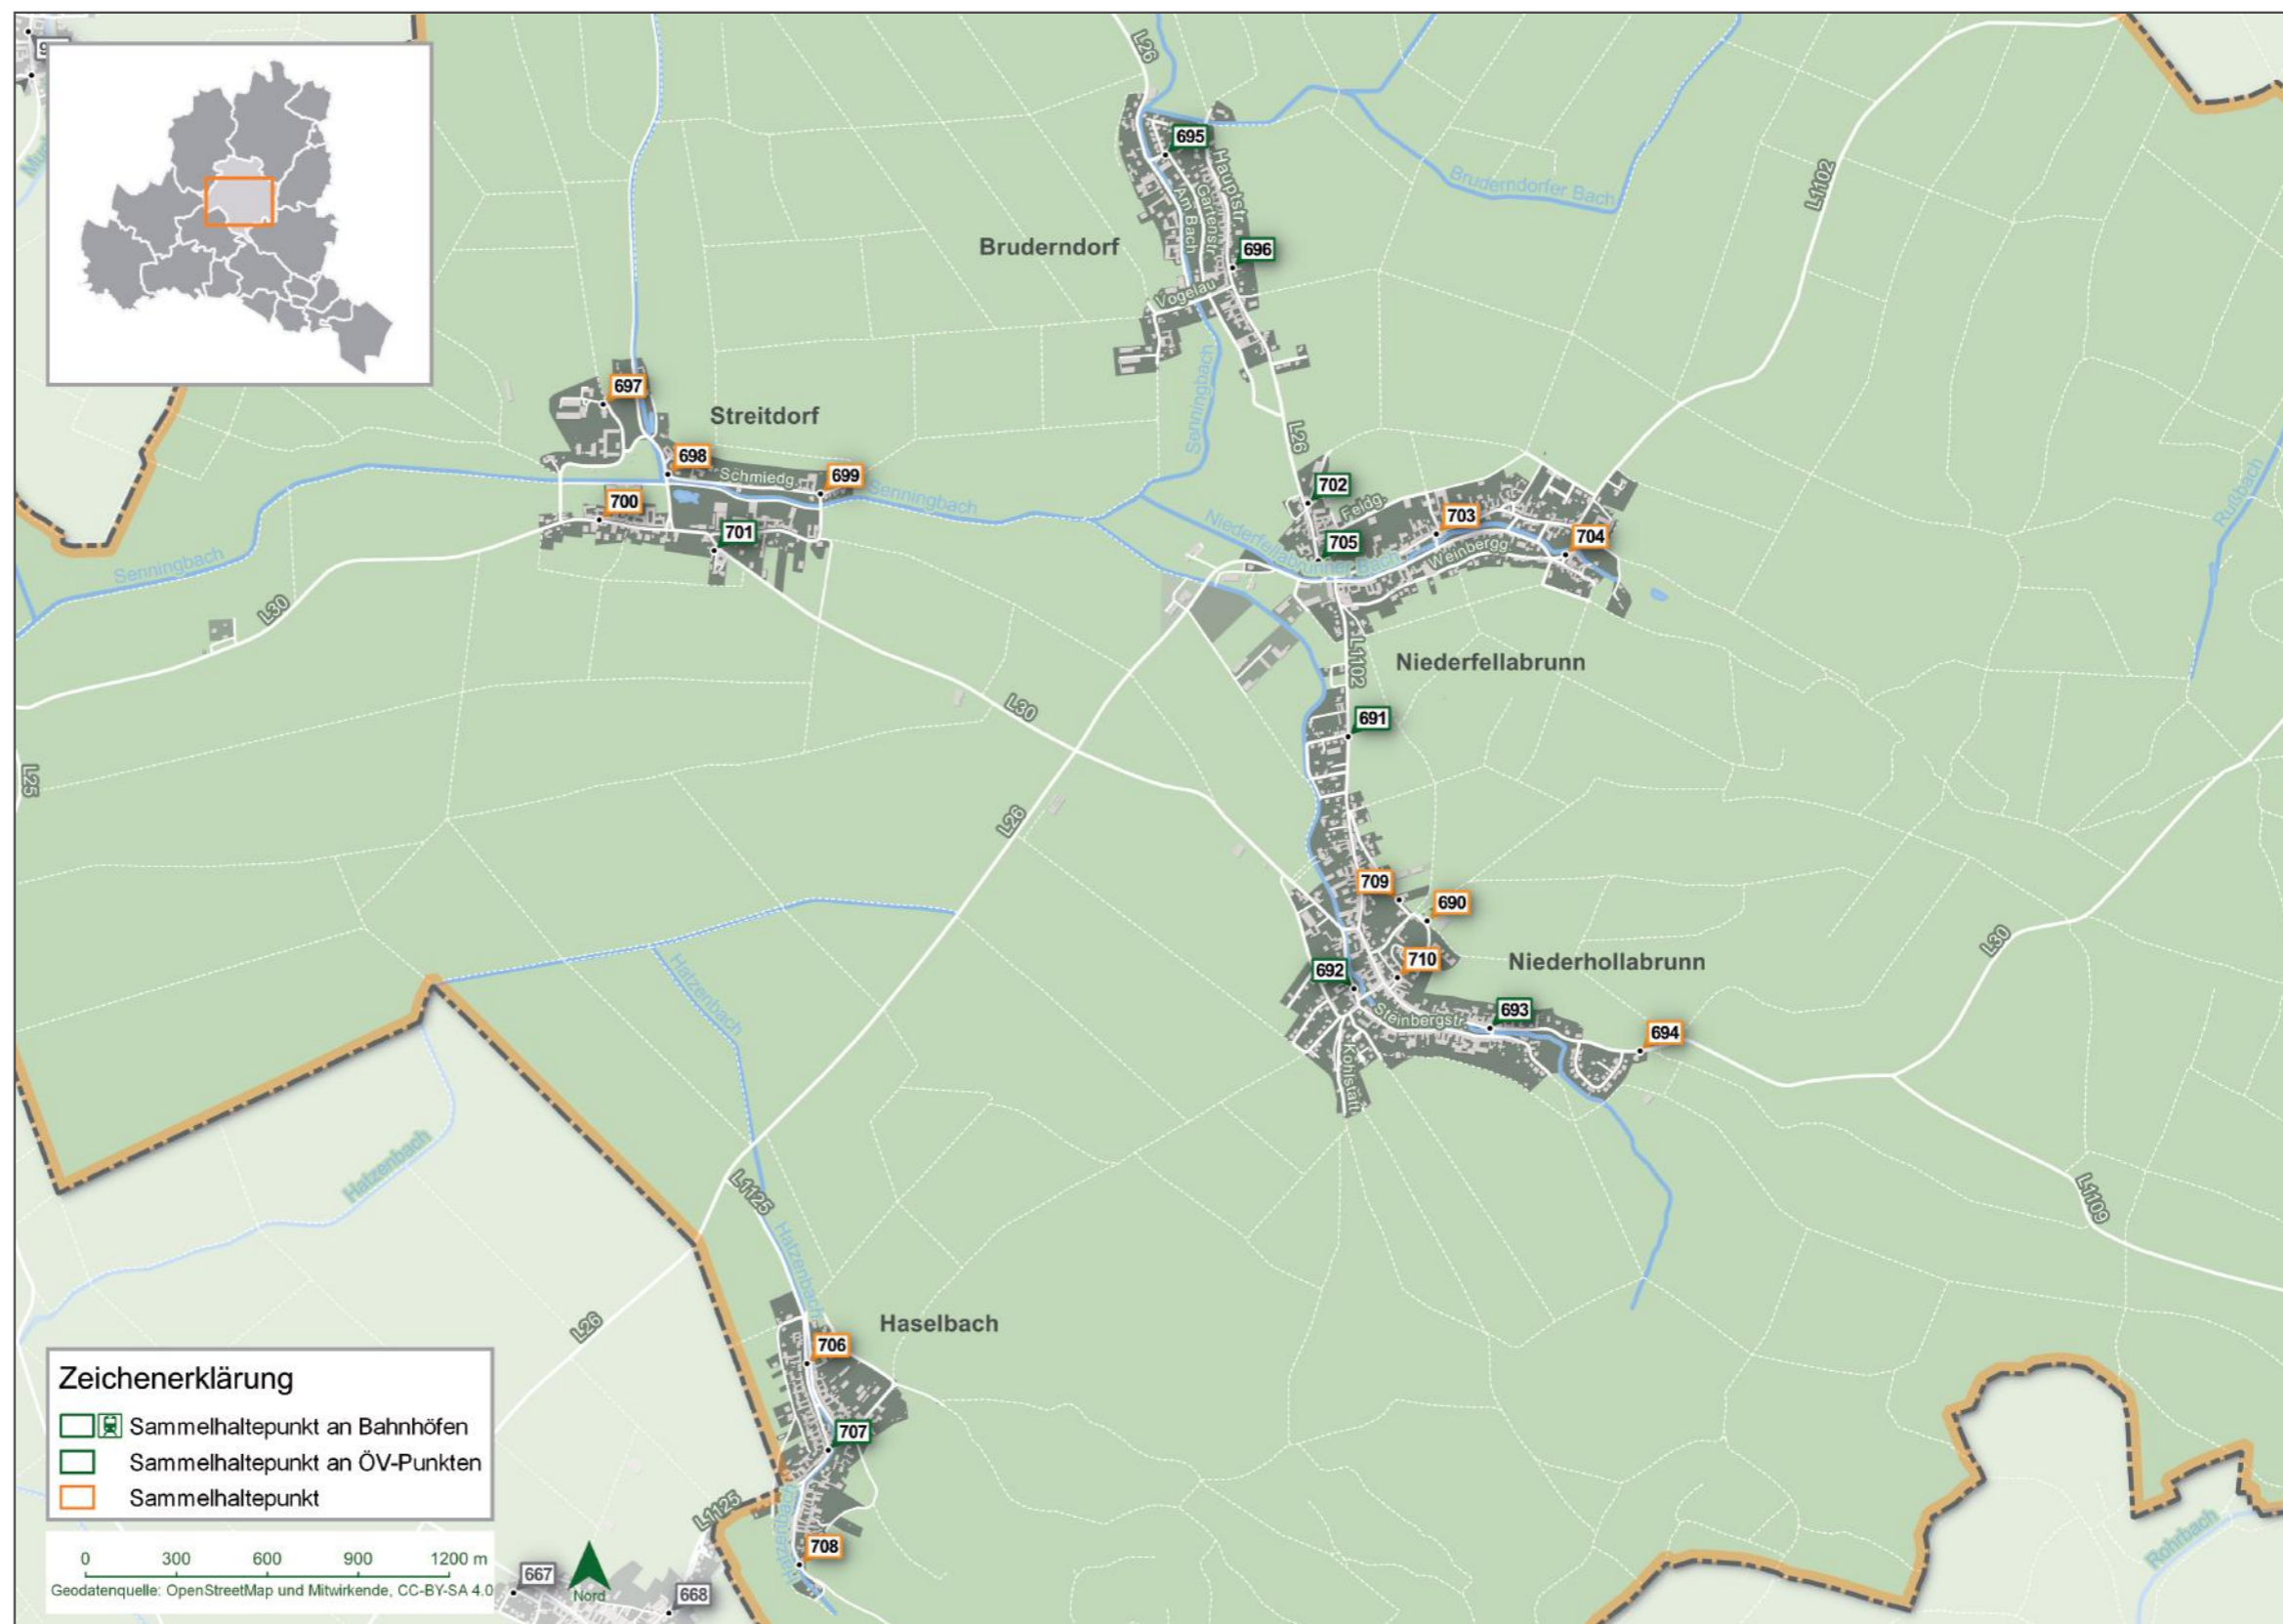 L26
695
Hauptstr.
Gartenstr.
Am Bach
Bruderndorfer Bach
L1102
Bruderndorf
696
Vogelau
Senningbach
697
Streitdorf
698
Schmiedg.
699
700
701
Senningbach
Senningbach
L30
L26
702
Feldg.
703
704
705
Niederfellabrunner Bach
Weinbergg.
Rußbach
Niederfellabrunn
L1102
691
L30
L25
L26
709
690
710
692
Niederhollabrunn
693
694
Steinbergstr.
Kohlstatt
L30
L1109
Hatzenbach
Hatzenbach
L1125
Hatzenbach
L26
Haselbach
706
707
L1125
Hatzenbach
708
667
668
Rohrbach
Zeichenerklärung
Sammelhaltepunkt an Bahnhöfen
Sammelhaltepunkt an ÖV-Punkten
Sammelhaltepunkt
0 300 600 900 1200 m
Geodatenquelle: OpenStreetMap und Mitwirkende, CC-BY-SA 4.0
Nord